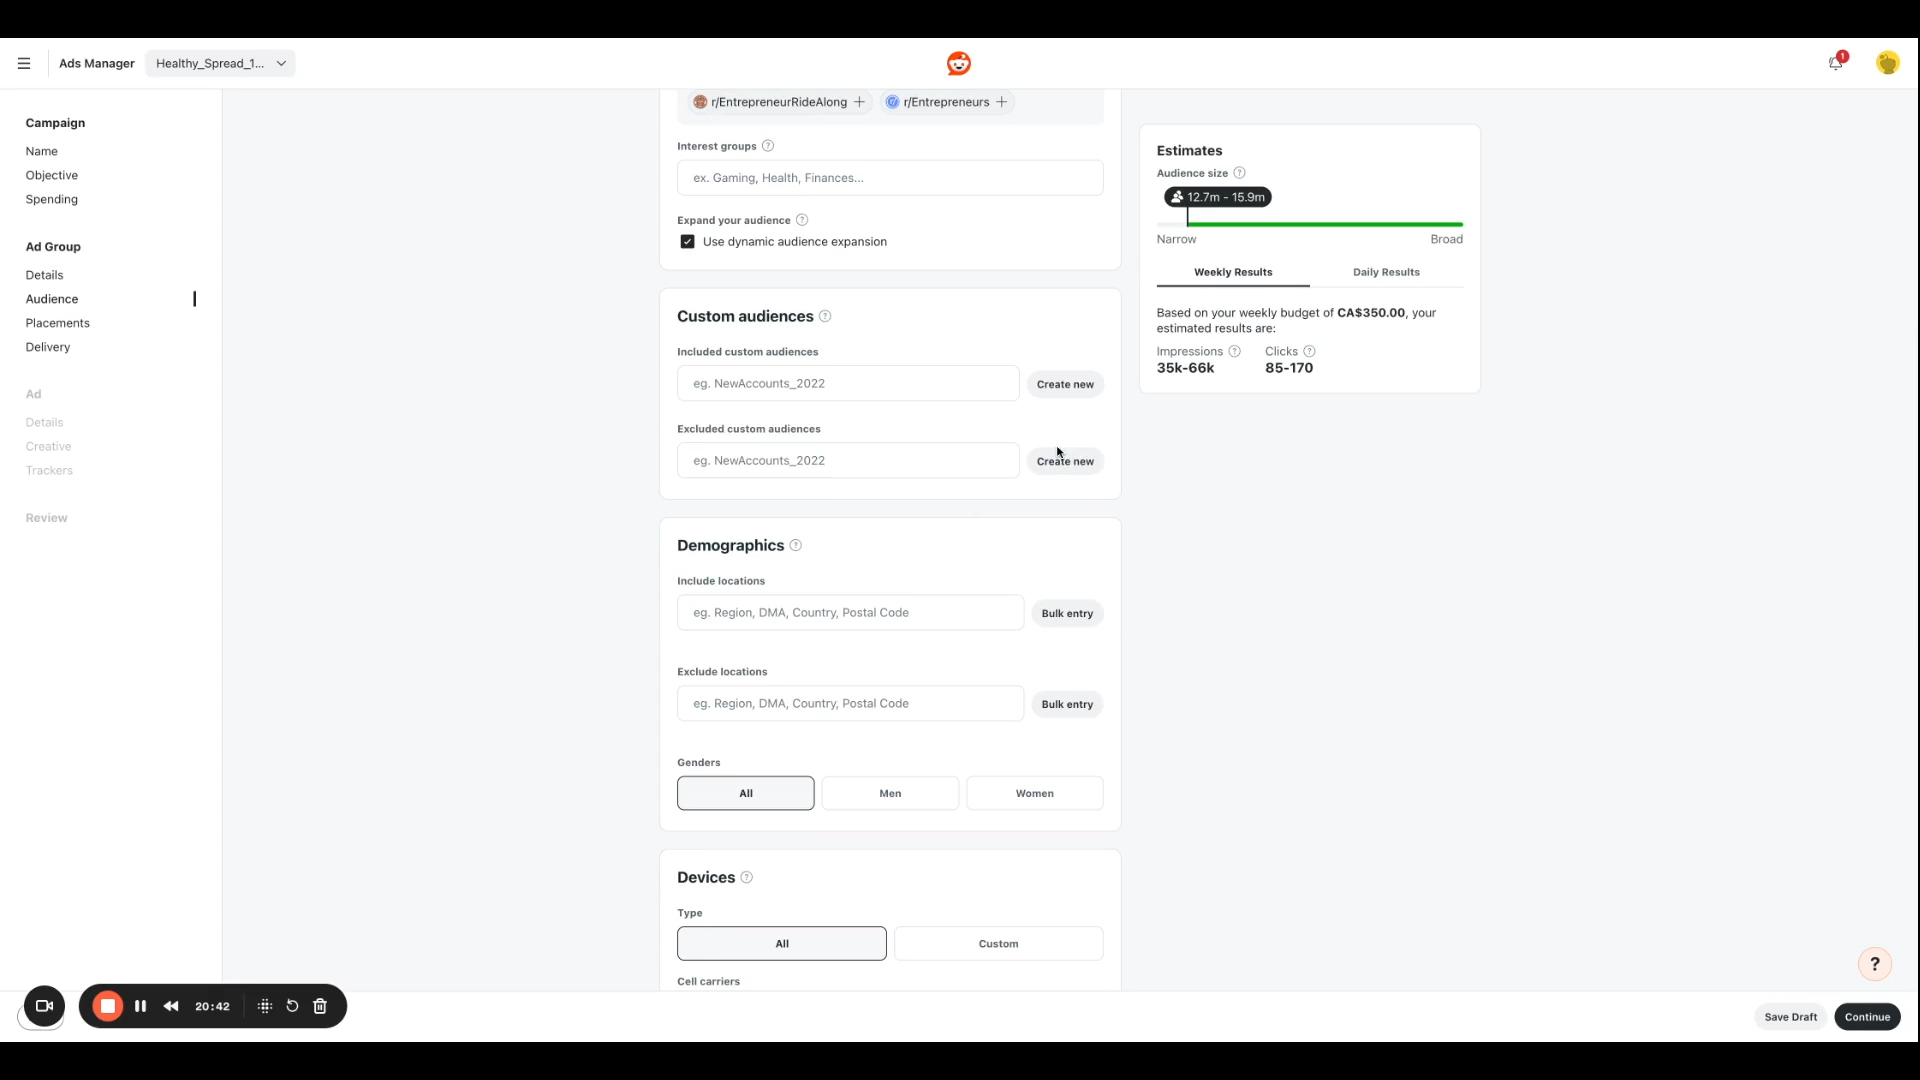 Ads Manager
Healthy_Spread_1...
1
Campaign
Name
Objective
Spending
Ad Group
Details
Audience
Placements
Delivery
Ad
Details
Creative
Trackers
Review
r/EntrepreneurRideAlong
r/Entrepreneurs
Interest groups
ex. Gaming, Health, Finances...
Expand your audience
Use dynamic audience expansion
Custom audiences
Included custom audiences
eg. NewAccounts_2022
Create new
Excluded custom audiences
eg. NewAccounts_2022
Create new
Demographics
Include locations
eg. Region, DMA, Country, Postal Code
Bulk entry
Exclude locations
eg. Region, DMA, Country, Postal Code
Bulk entry
Genders
All
Men
Women
Devices
Type
All
Custom
Cell carriers
Estimates
Audience size
12.7m - 15.9m
Narrow
Broad
Weekly Results
Daily Results
Based on your weekly budget of CA$350.00, your
estimated results are:
Impressions
Clicks
35k-66k
85-170
?
20:42
Save Draft
Continue